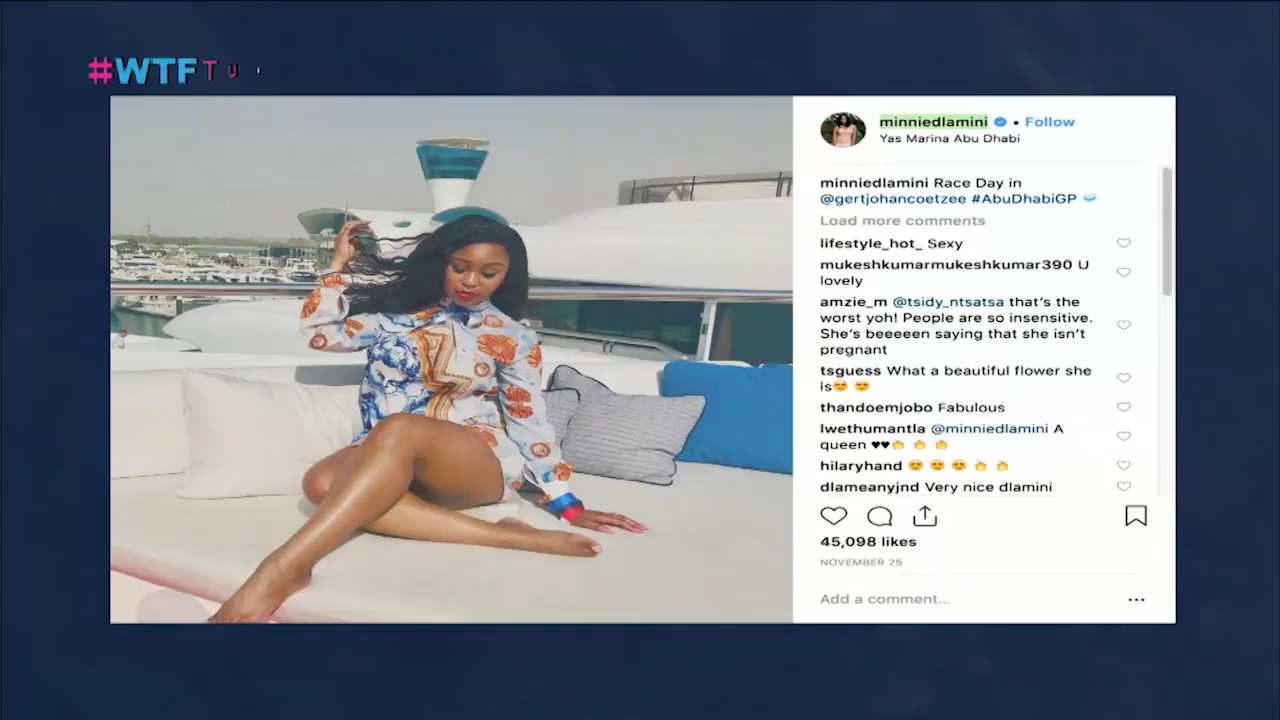 #WTFTU
minniedlamini • Follow
Yas Marina Abu Dhabi
minniedlamini Race Day in
@gertjohancoetzee #AbuDhabiGP
Load more comments
lifestyle_hot_ Sexy
mukeshkumarmukeshkumar390 U
lovely
amzie_m @tsidy_ntsatsa that's the
worst yoh! People are so insensitive.
She's beeeeen saying that she isn't
pregnant
tsguess What a beautiful flower she
is😍 😍
thandoemjobo Fabulous
lwethumantla @minniedlamini A
queen ♥♥🔥 🔥 🔥
hilaryhand 😍 😍 😍 🔥 🔥
dlameanyjnd Very nice dlamini
45,098 likes
NOVEMBER 25
Add a comment...